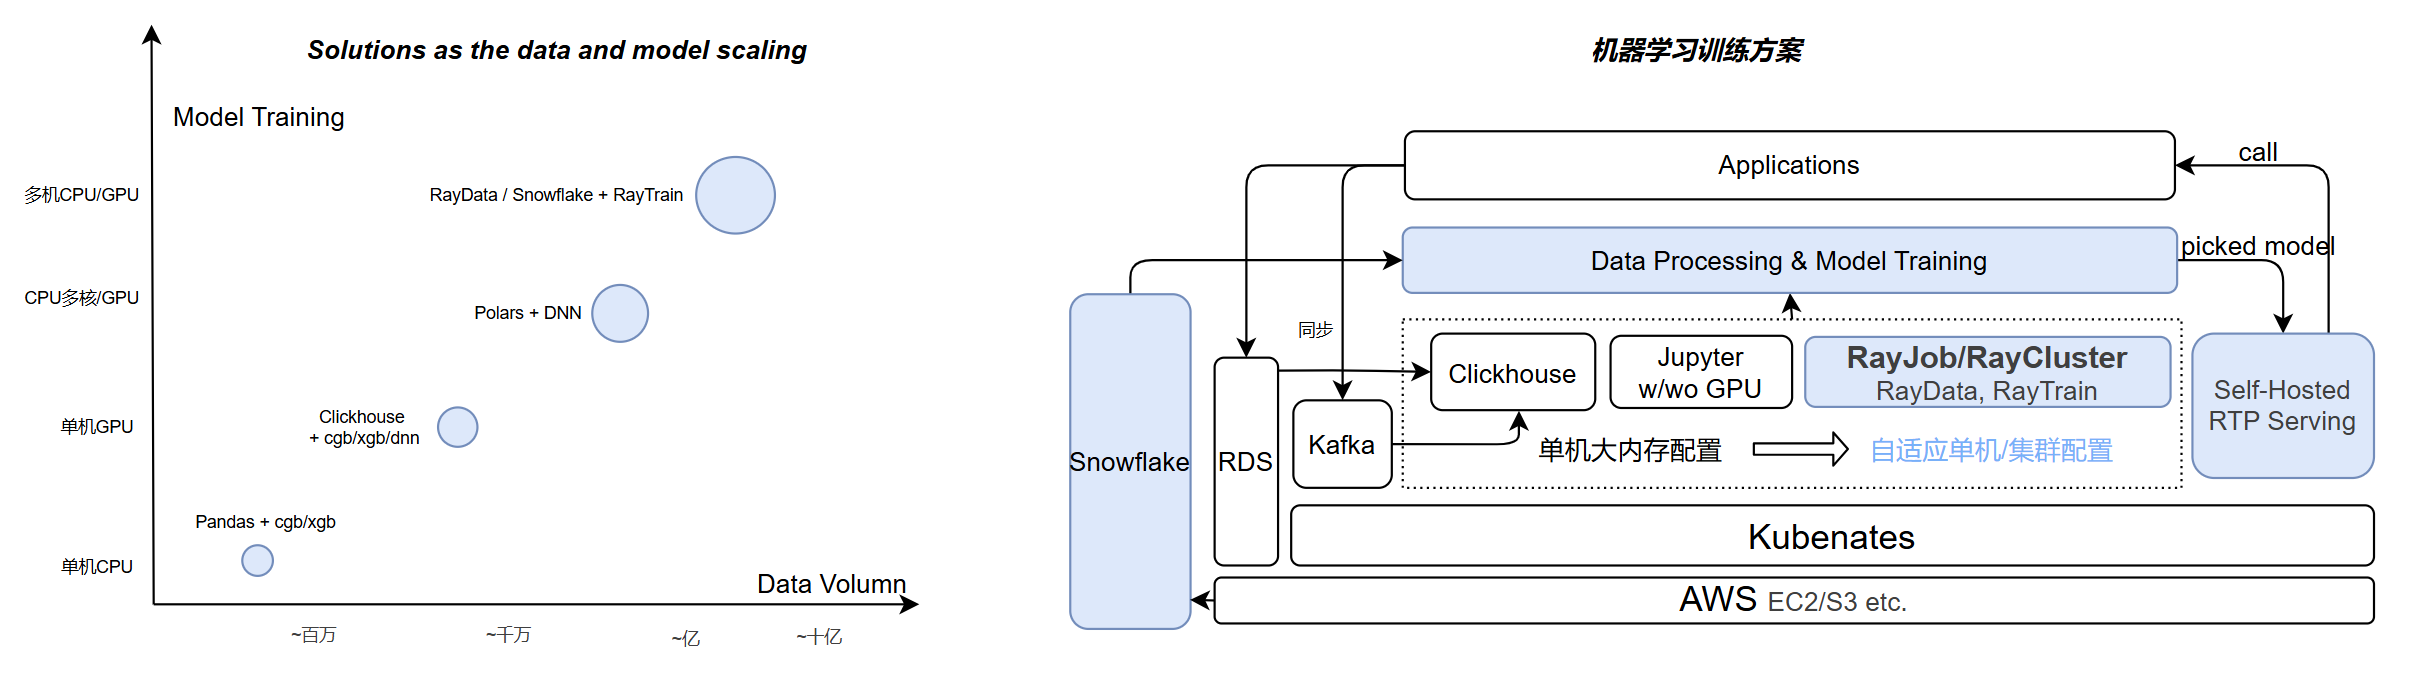 Solutions as the data and model scaling
Model Training
多机CPU/GPU
RayData / Snowflake + RayTrain
CPU多核/GPU
Polars + DNN
单机GPU
Clickhouse
+ cgb/xgb/dnn
Pandas + cgb/xgb
单机CPU
Data Volumn
~百万
~千万
~亿
~十亿
机器学习训练方案
Applications
call
Data Processing & Model Training
picked model
同步
Clickhouse
Jupyter
w/wo GPU
RayJob/RayCluster
RayData, RayTrain
Self-Hosted
RTP Serving
Snowflake
RDS
Kafka
单机大内存配置
自适应单机/集群配置
Kubenates
AWS EC2/S3 etc.